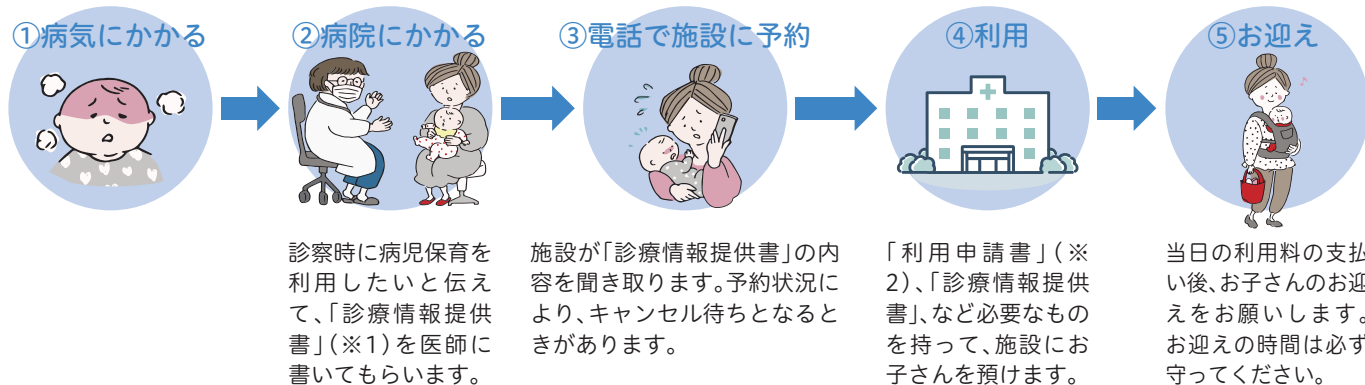 ①病気にかかる
②病院にかかる
③電話で施設に予約
④利用
⑤お迎え
診察時に病児保育を
利用したいと伝え
て、「診療情報提供
書」(※1)を医師に
書いてもらいます。
施設が「診療情報提供書」の内
容を聞き取ります。予約状況に
より、キャンセル待ちとなると
きがあります。
「利用申請書」(※
2)、「診療情報提供
書」、など必要なもの
を持って、施設にお
子さんを預けます。
当日の利用料の支払
い後、お子さんのお迎
えをお願いします。
お迎えの時間は必ず
守ってください。